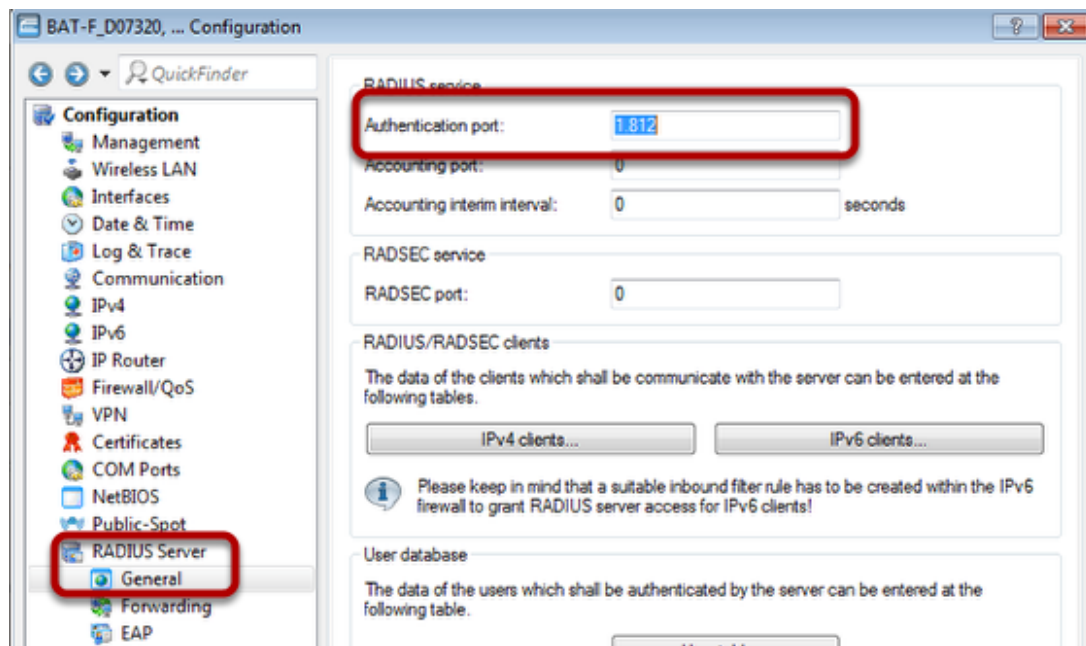 BAT-F_D07320, ... Configuration
QuickFinder
Configuration
Management
Wireless LAN
Interfaces
Date & Time
Log & Trace
Communication
IPv4
IPv6
IP Router
Firewall/QoS
VPN
Certificates
COM Ports
NetBIOS
Public-Spot
RADIUS Server
General
Forwarding
EAP
RADIUS service
Authentication port: 1.812
Accounting port: 0
Accounting interim interval: 0 seconds
RADSEC service
RADSEC port: 0
RADIUS/RADSEC clients
The data of the clients which shall be communicate with the server can be entered at the
following tables.
IPv4 clients... IPv6 clients...
Please keep in mind that a suitable inbound filter rule has to be created within the IPv6
firewall to grant RADIUS server access for IPv6 clients!
User database
The data of the users which shall be authenticated by the server can be entered at the
following table.